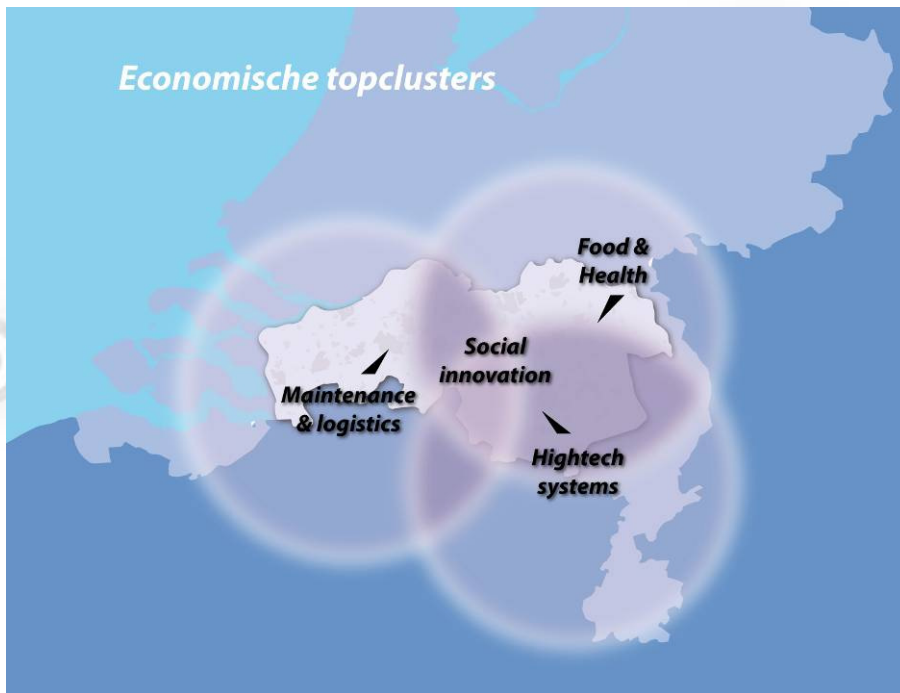 Economische topclusters
Food &
Health
Social
innovation
Maintenance
& logistics
Hightech
systems